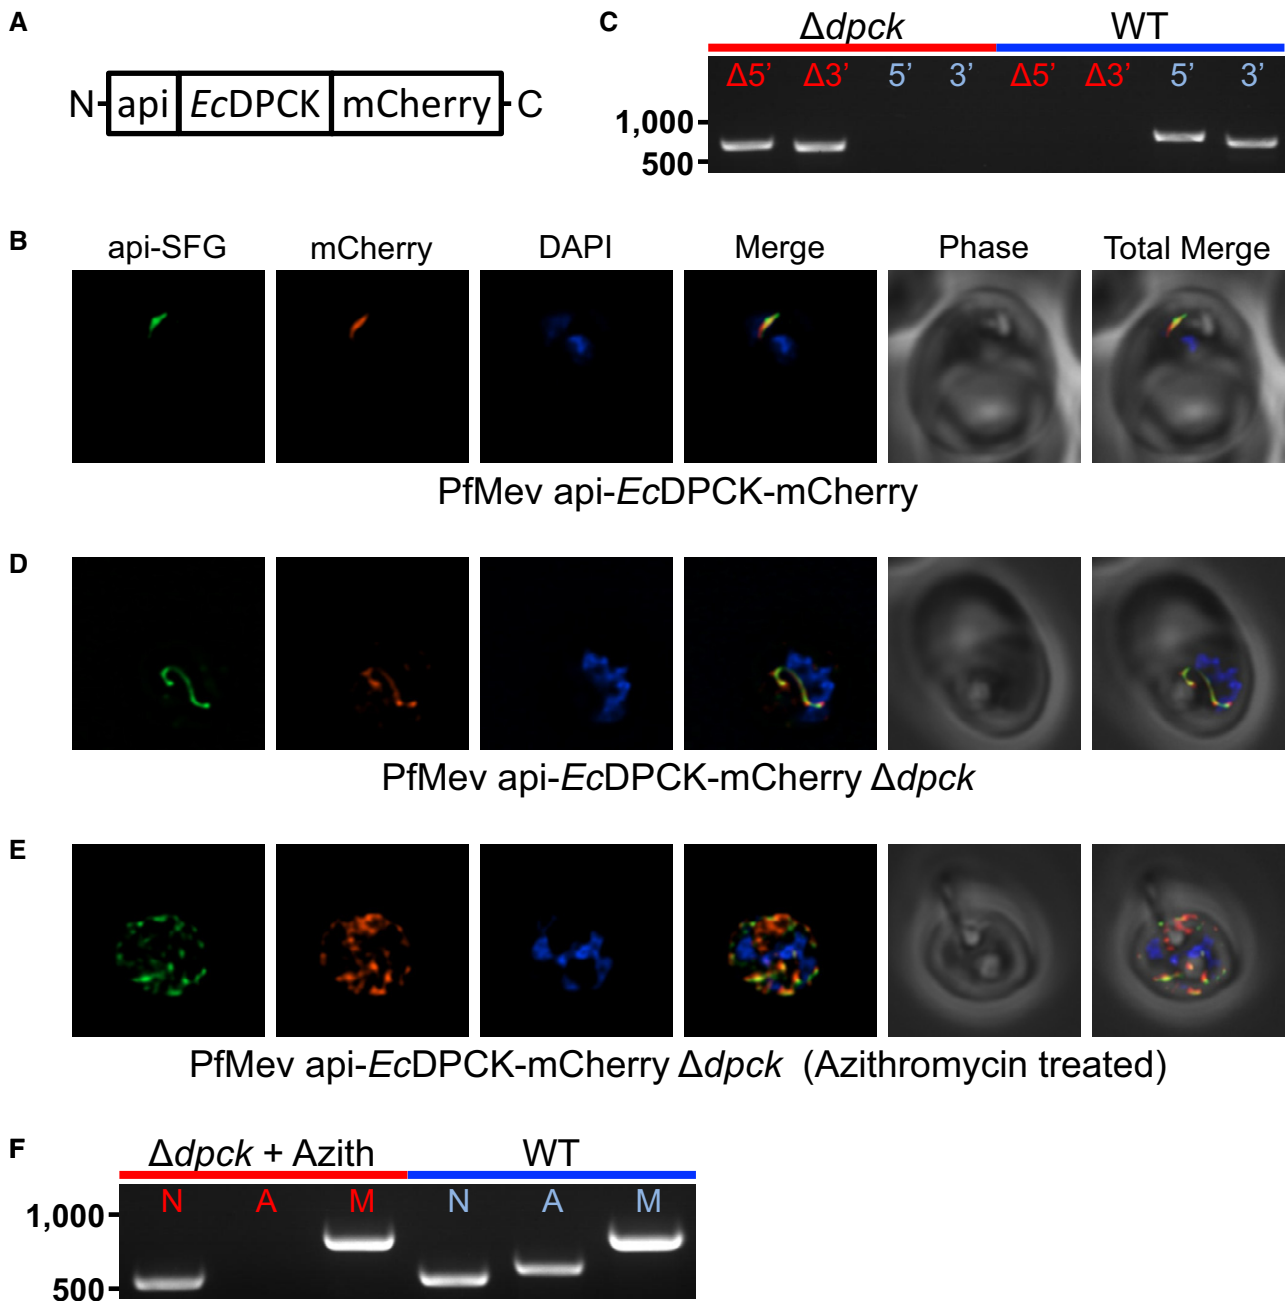 A
N api EcDPCK mCherry C
C
Δdpck WT
Δ5’ Δ3’ 5’ 3’ Δ5’ Δ3’ 5’ 3’
1,000
500
B
api-SFG mCherry DAPI Merge Phase Total Merge
PfMev api-EcDPCK-mCherry
D
PfMev api-EcDPCK-mCherry Δdpck
E
PfMev api-EcDPCK-mCherry Δdpck (Azithromycin treated)
F
Δdpck + Azith WT
N A M N A M
1,000
500